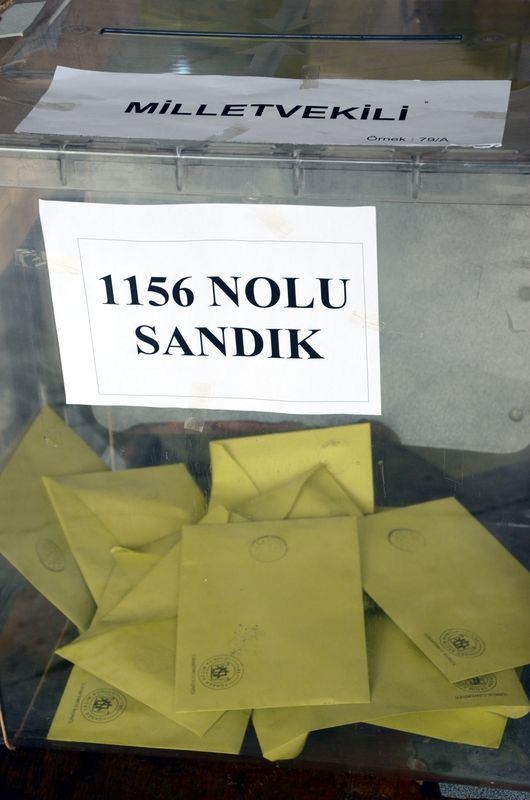 MİLLETVEKİLİ
Örnek : 79/A
1156 NOLU
SANDIK